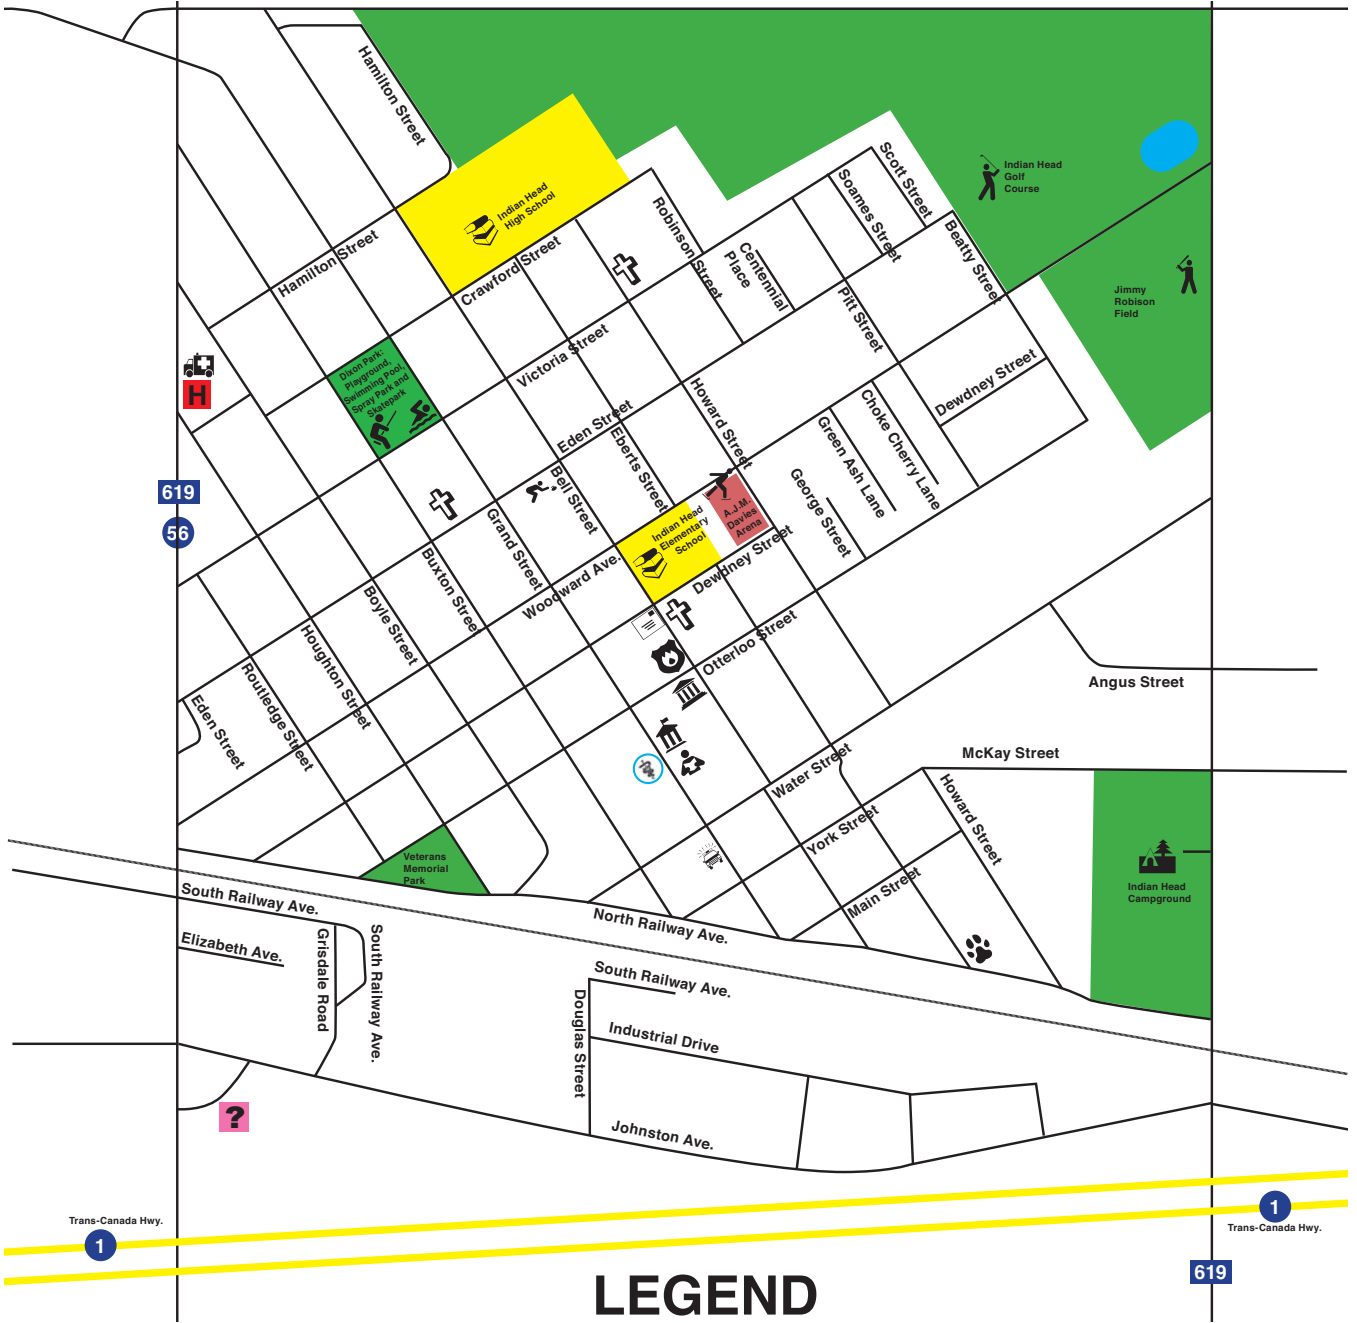 Hamilton Street
Indian Head
High School
Scott Street
Soames Street
Indian Head
Golf
Course
Robinson Street
Hamilton Street
Crawford Street
Centennial
Place
Beatty Street
Jimmy
Robison
Field
Pitt Street
Victoria Street
Dixon Park:
Playground,
Swimming Pool,
Spray Park and
Skatepark
H
Howard Street
Dewdney Street
Choke Cherry Lane
Eden Street
Eberts Street
Green Ash Lane
Bell Street
George Street
619
56
Grand Street
Indian Head
Elementary
School
A.J.M.
Davies
Arena
Buxton Street
Woodward Ave.
Dewdney Street
Boyle Street
Houghton Street
Otterloo Street
Routledge Street
Eden Street
Angus Street
McKay Street
Water Street
Howard Street
York Street
Veterans
Memorial
Park
Main Street
Indian Head
Campground
South Railway Ave.
North Railway Ave.
Elizabeth Ave.
Grisdale Road
South Railway Ave.
South Railway Ave.
Douglas Street
Industrial Drive
?
Johnston Ave.
Trans-Canada Hwy.
1
1
Trans-Canada Hwy.
619
LEGEND